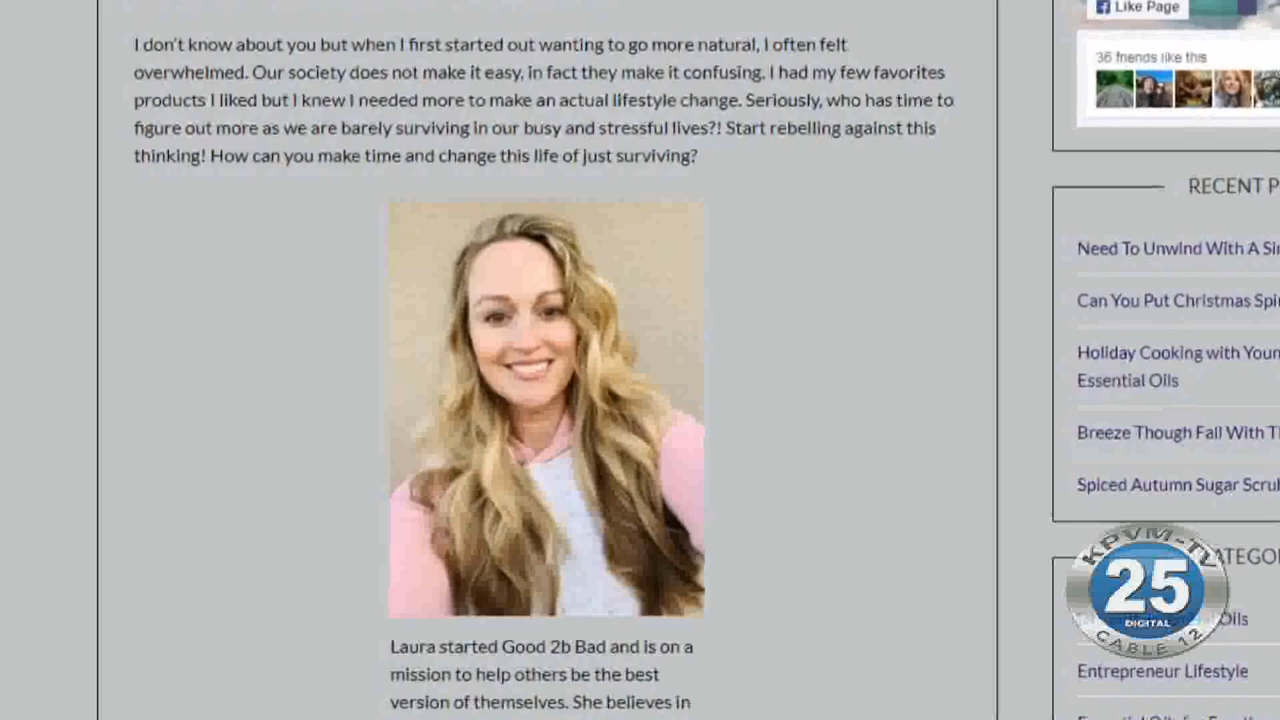 Like Page
I don't know about you but when I first started out wanting to go more natural, I often felt
overwhelmed. Our society does not make it easy, in fact they make it confusing. I had my few favorites
products I liked but I knew I needed more to make an actual lifestyle change. Seriously, who has time to
figure out more as we are barely surviving in our busy and stressful lives?! Start rebelling against this
thinking! How can you make time and change this life of just surviving?
36 friends like this
RECENT P
Need To Unwind With A
Can You Put Christmas
Holiday Cooking with Your
Essential Oils
Breeze Though Fall With
Spiced Autumn Sugar
Laura started Good 2b Bad and is on a
mission to help others be the best
version of themselves. She believes in
KPVM-TV
25
DIGITAL
CABLE 12
Oils
Entrepreneur Lifestyle